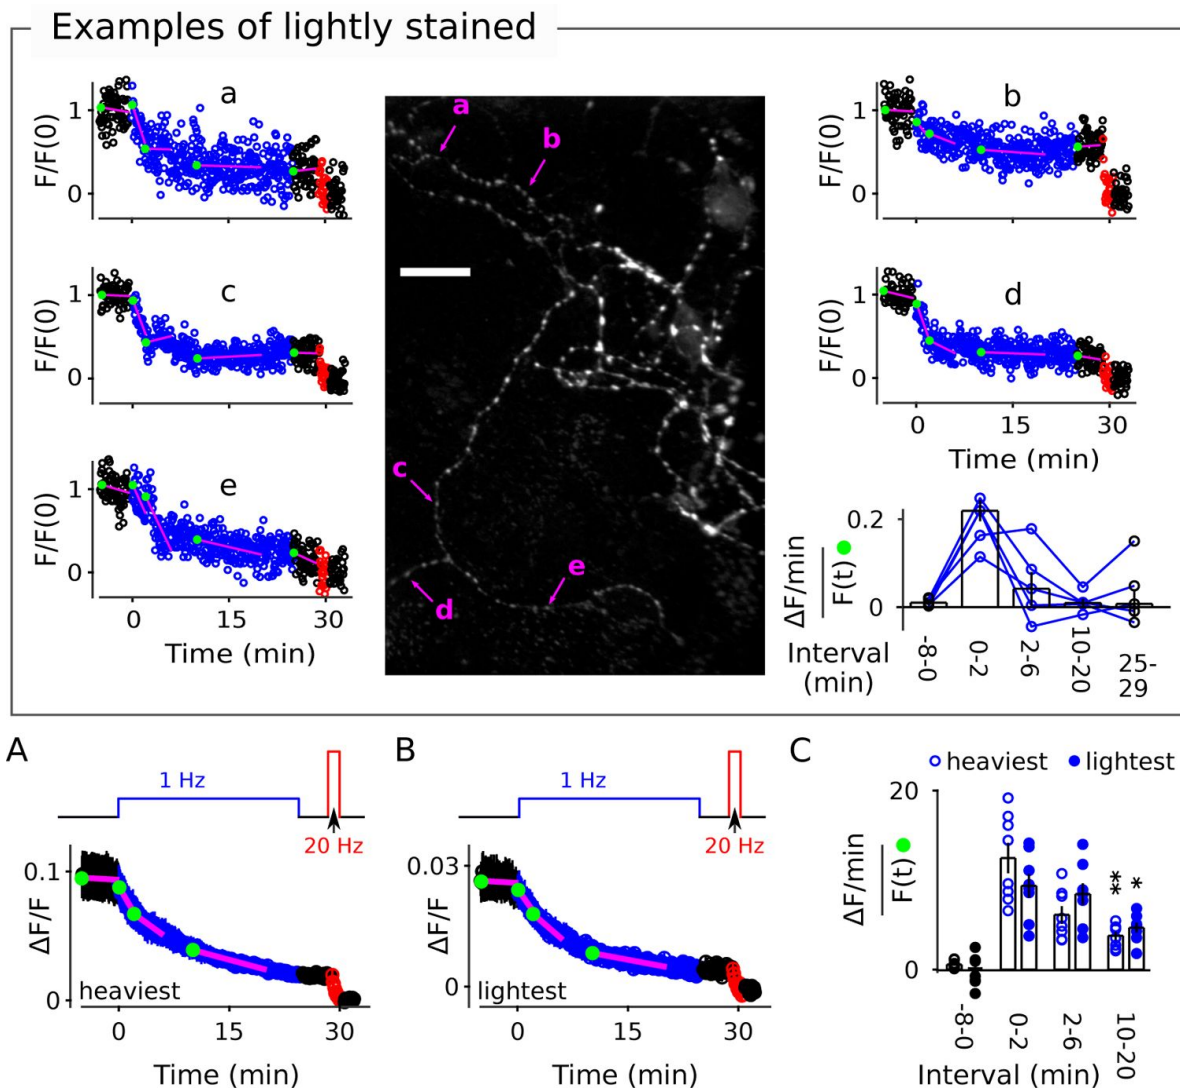 Examples of lightly stained
a
F/F(0)
1
0
0
15
30
b
F/F(0)
1
0
a
b
c
d
e
c
F/F(0)
1
0
d
F/F(0)
1
0
0
15
30
Time (min)
e
F/F(0)
1
0
0
15
30
Time (min)
ΔF/min
F(t)
0.2
0
Interval
(min)
-8-0
0-2
2-6
10-20
25-
29
A
1 Hz
20 Hz
ΔF/F
0.1
0
heaviest
0
15
30
Time (min)
B
1 Hz
20 Hz
ΔF/F
0.03
0
lightest
0
15
30
Time (min)
C
heaviest
lightest
ΔF/min
F(t)
20
0
**
*
-8-0
0-2
2-6
10-20
Interval (min)